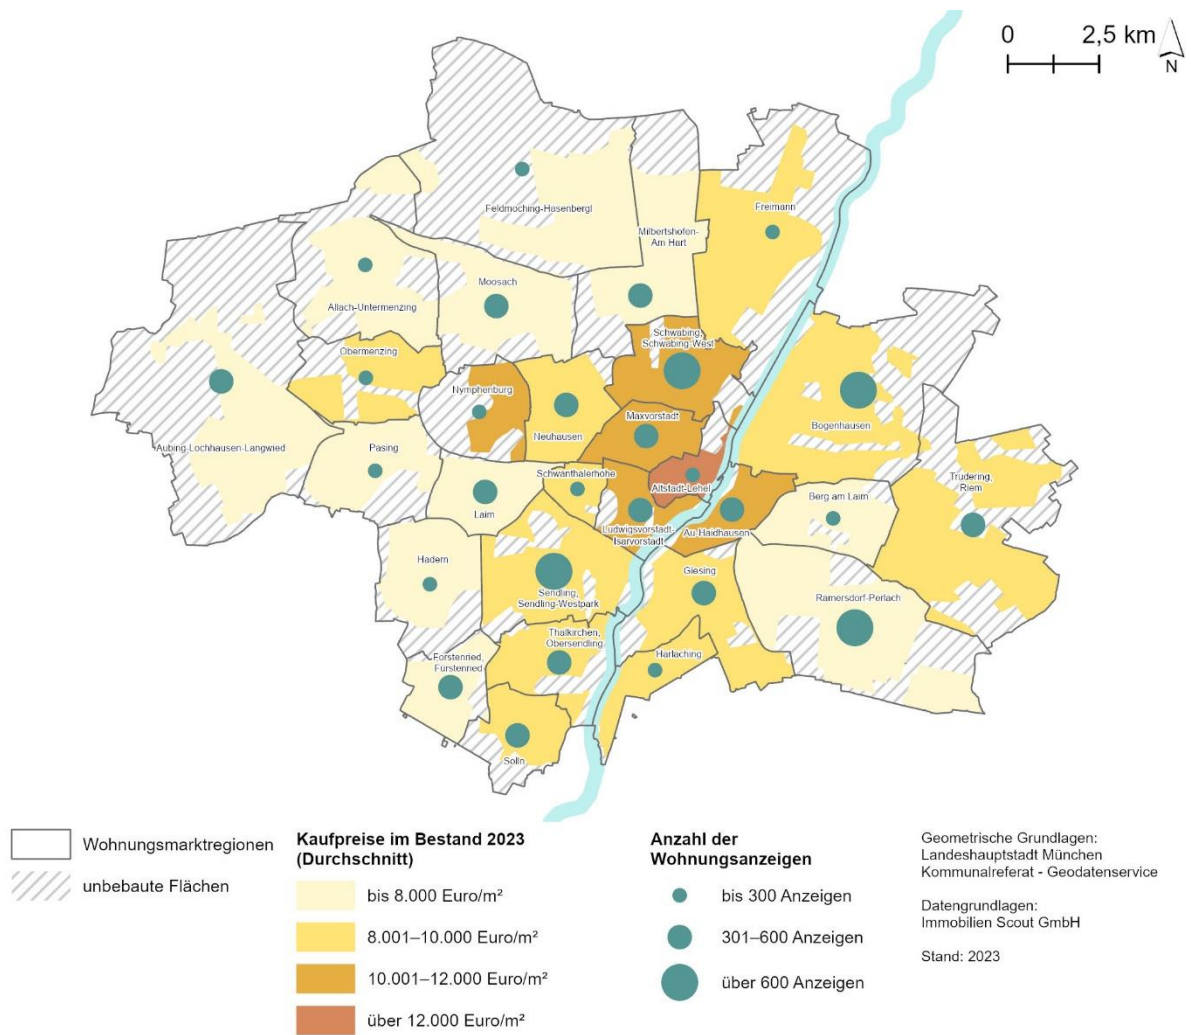 0 2,5 km
N
Freimann
Feldmoching-Hasenbergl
Milbertshofen-
Am Hart
Moosach
Allach-Untermenzing
Schwabing,
Schwabing-West
Obermenzing
Nymphenburg
Maxvorstadt
Bogenhausen
Neuhausen
Aubing-Lochhausen-Langwied
Pasing
Schwanthalerhöhe
Trudering,
Riem
Altstadt-Lehel
Berg am Laim
Laim
Ludwigsvorstadt-
Isarvorstadt
Au-Haidhausen
Hadern
Giesing
Sendling,
Sendling-Westpark
Ramersdorf-Perlach
Thalkirchen,
Obersendling
Harlaching
Forstenried,
Fürstenried
Solln
Wohnungsmarktregionen
unbebaute Flächen
Kaufpreise im Bestand 2023
(Durchschnitt)
bis 8.000 Euro/m²
8.001–10.000 Euro/m²
10.001–12.000 Euro/m²
über 12.000 Euro/m²
Anzahl der
Wohnungsanzeigen
bis 300 Anzeigen
301–600 Anzeigen
über 600 Anzeigen
Geometrische Grundlagen:
Landeshauptstadt München
Kommunalreferat - Geodatenservice
Datengrundlagen:
Immobilien Scout GmbH
Stand: 2023